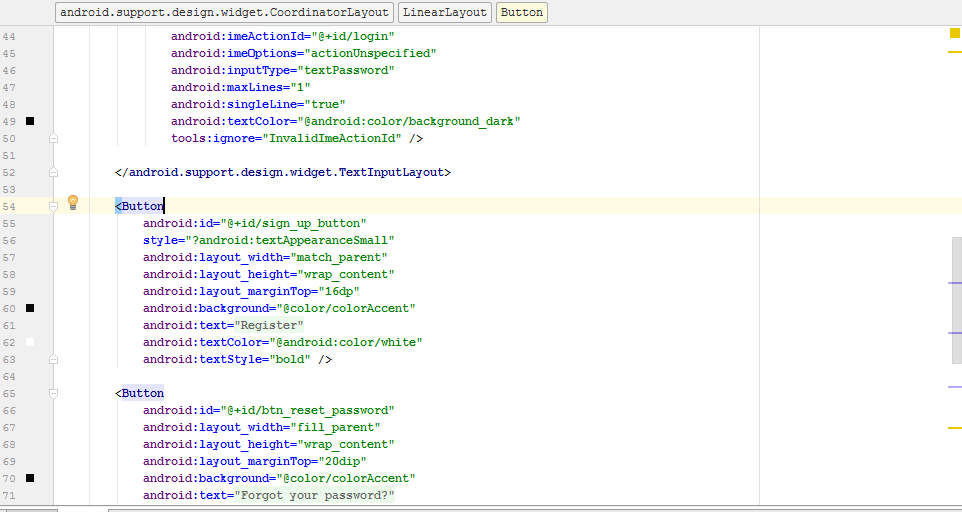 android.support.design.widget.CoordinatorLayout LinearLayout Button
44 android:imeActionId="@+id/login"
45 android:imeOptions="actionUnspecified"
46 android:inputType="textPassword"
47 android:maxLines="1"
48 android:singleLine="true"
49 android:textColor="@android:color/background_dark"
50 tools:ignore="InvalidImeActionId" />
51
52 </android.support.design.widget.TextInputLayout>
53
54 <Button
55 android:id="@+id/sign_up_button"
56 style="?android:textAppearanceSmall"
57 android:layout_width="match_parent"
58 android:layout_height="wrap_content"
59 android:layout_marginTop="16dp"
60 android:background="@color/colorAccent"
61 android:text="Register"
62 android:textColor="@android:color/white"
63 android:textStyle="bold" />
64
65 <Button
66 android:id="@+id/btn_reset_password"
67 android:layout_width="fill_parent"
68 android:layout_height="wrap_content"
69 android:layout_marginTop="20dip"
70 android:background="@color/colorAccent"
71 android:text="Forgot your password?"